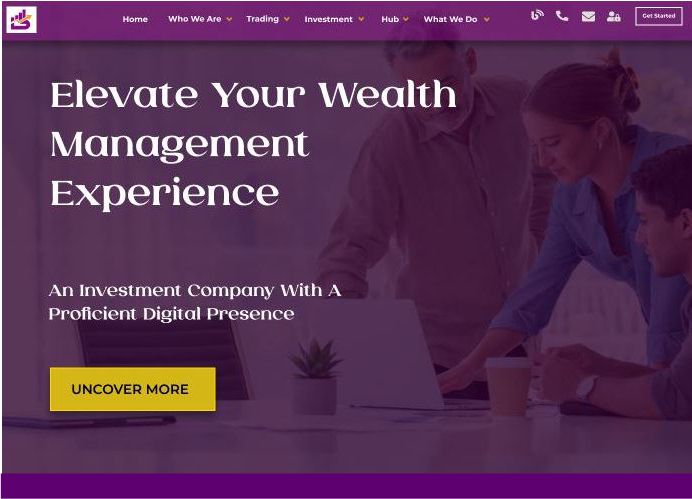 Home Who We Are Trading Investment Hub What We Do Get Started
Elevate Your Wealth
Management
Experience
An Investment Company With A
Proficient Digital Presence
UNCOVER MORE